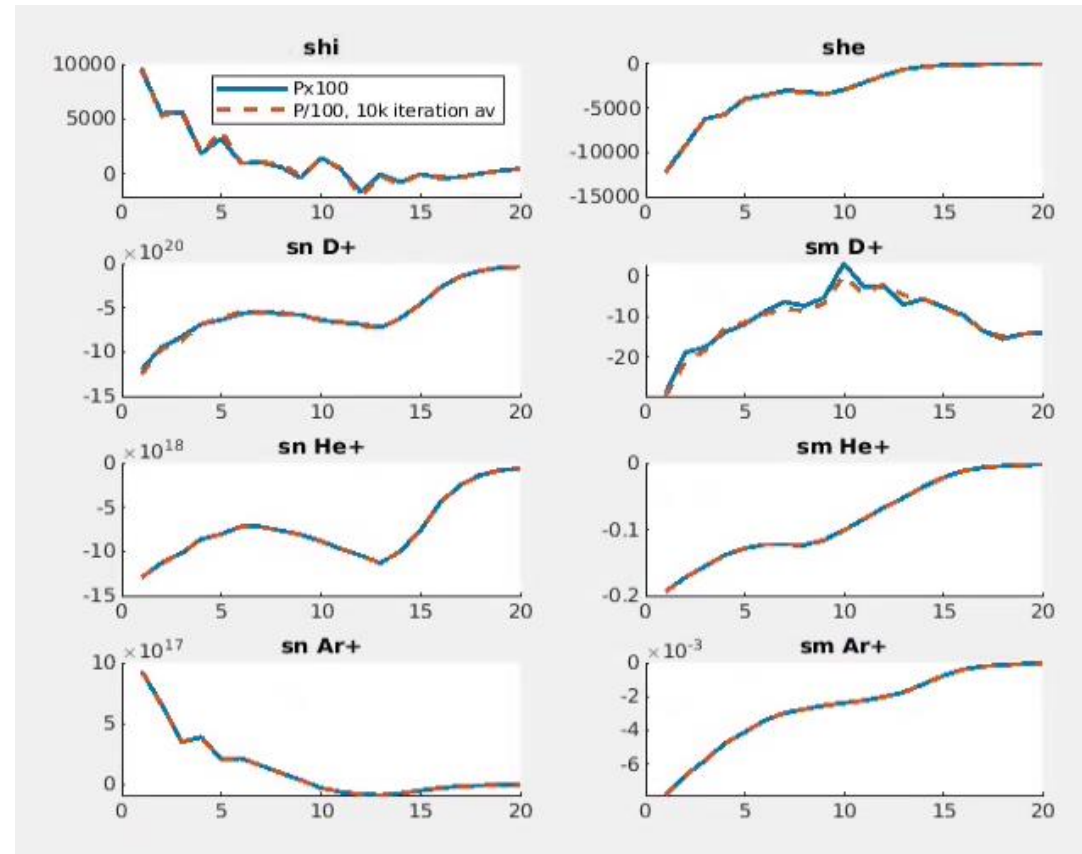 shi
10000
5000
0
0 5 10 15 20
Px100
P/100, 10k iteration av
she
0
-5000
-10000
-15000
0 5 10 15 20
sn D+
×10^20
0
-5
-10
-15
0 5 10 15 20
sm D+
0
-10
-20
0 5 10 15 20
sn He+
×10^18
0
-5
-10
-15
0 5 10 15 20
sm He+
0
-0.1
-0.2
0 5 10 15 20
sn Ar+
×10^17
10
5
0
0 5 10 15 20
sm Ar+
×10^-3
0
-2
-4
-6
0 5 10 15 20